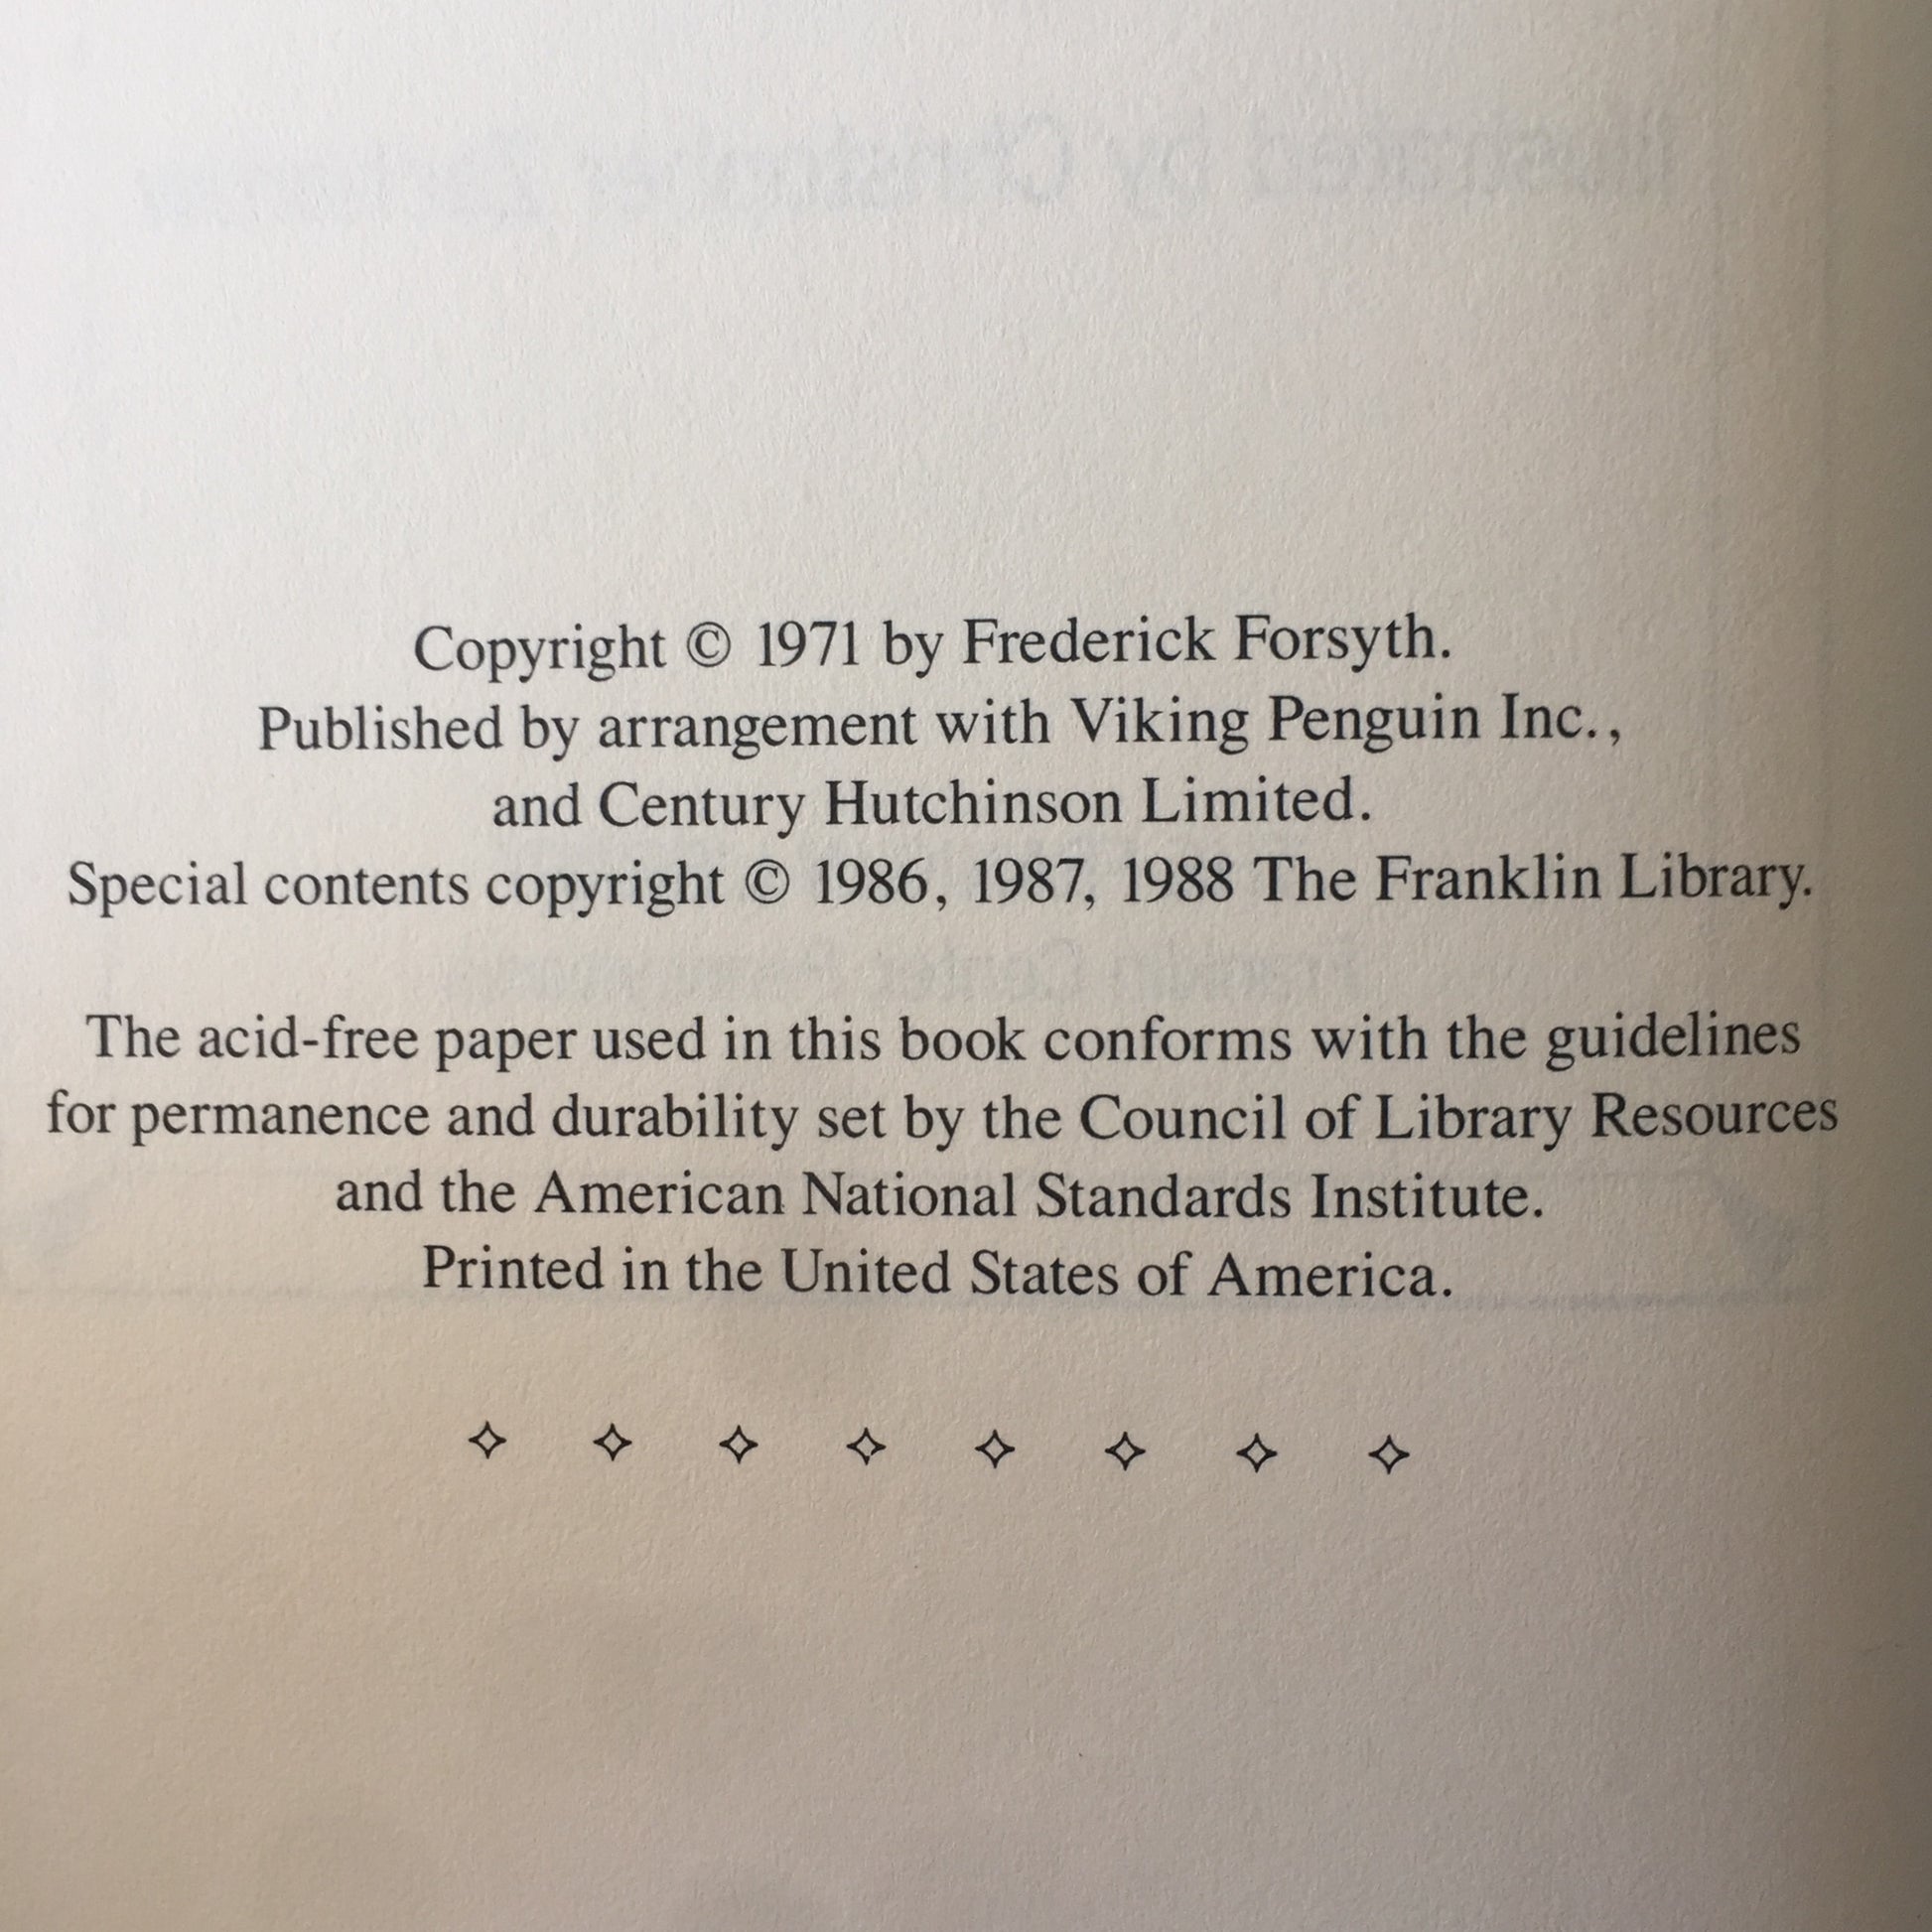 Copyright © 1971 by Frederick Forsyth.
Published by arrangement with Viking Penguin Inc.,
and Century Hutchinson Limited.
Special contents copyright © 1986, 1987, 1988 The Franklin Library.
The acid-free paper used in this book conforms with the guidelines
for permanence and durability set by the Council of Library Resources
and the American National Standards Institute.
Printed in the United States of America.